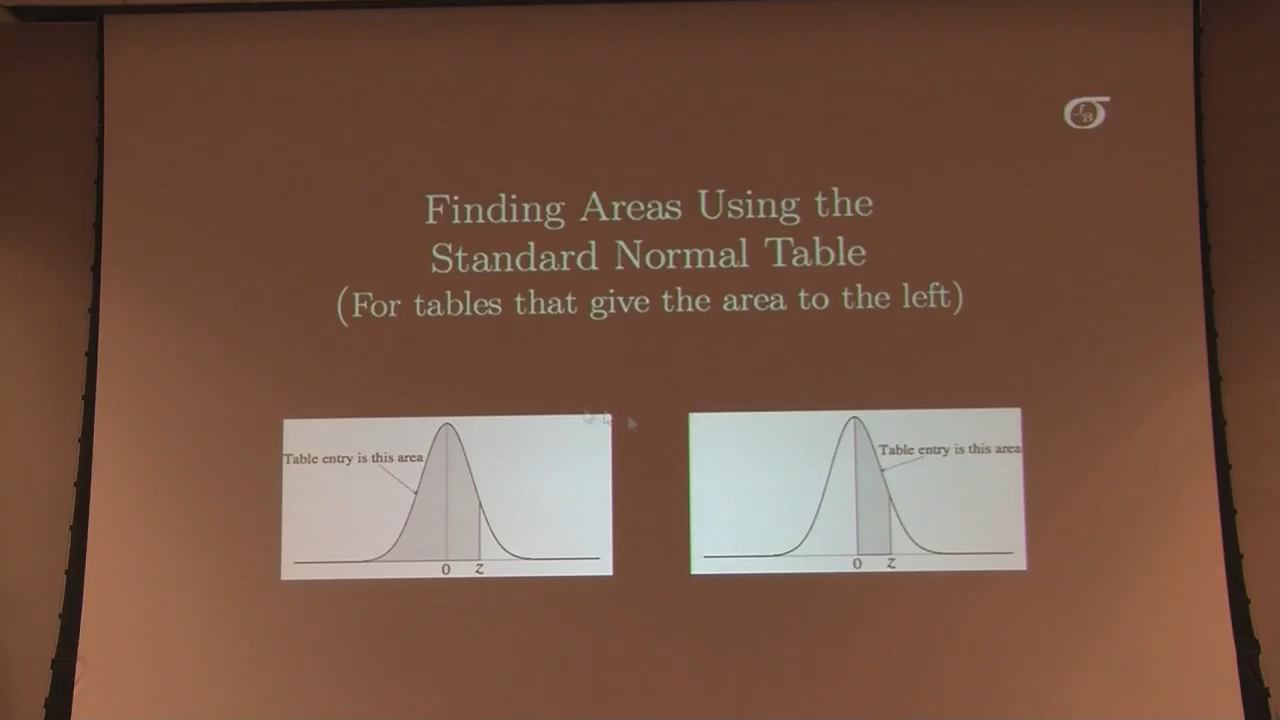 σ
JB
Finding Areas Using the
Standard Normal Table
(For tables that give the area to the left)
Table entry is this area
0 z
Table entry is this area
0 z